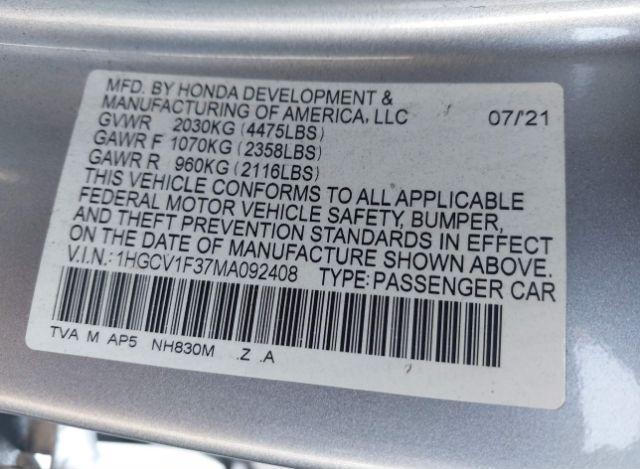 MFD. BY HONDA DEVELOPMENT &
MANUFACTURING OF AMERICA, LLC 07/'21
GVWR 2030KG (4475LBS)
GAWR F 1070KG (2358LBS)
GAWR R 960KG (2116LBS)
THIS VEHICLE CONFORMS TO ALL APPLICABLE
FEDERAL MOTOR VEHICLE SAFETY, BUMPER,
AND THEFT PREVENTION STANDARDS IN EFFECT
ON THE DATE OF MANUFACTURE SHOWN ABOVE.
V.I.N.: 1HGCV1F37MA092408 TYPE: PASSENGER CAR
TVA M AP5 NH830M .Z .A